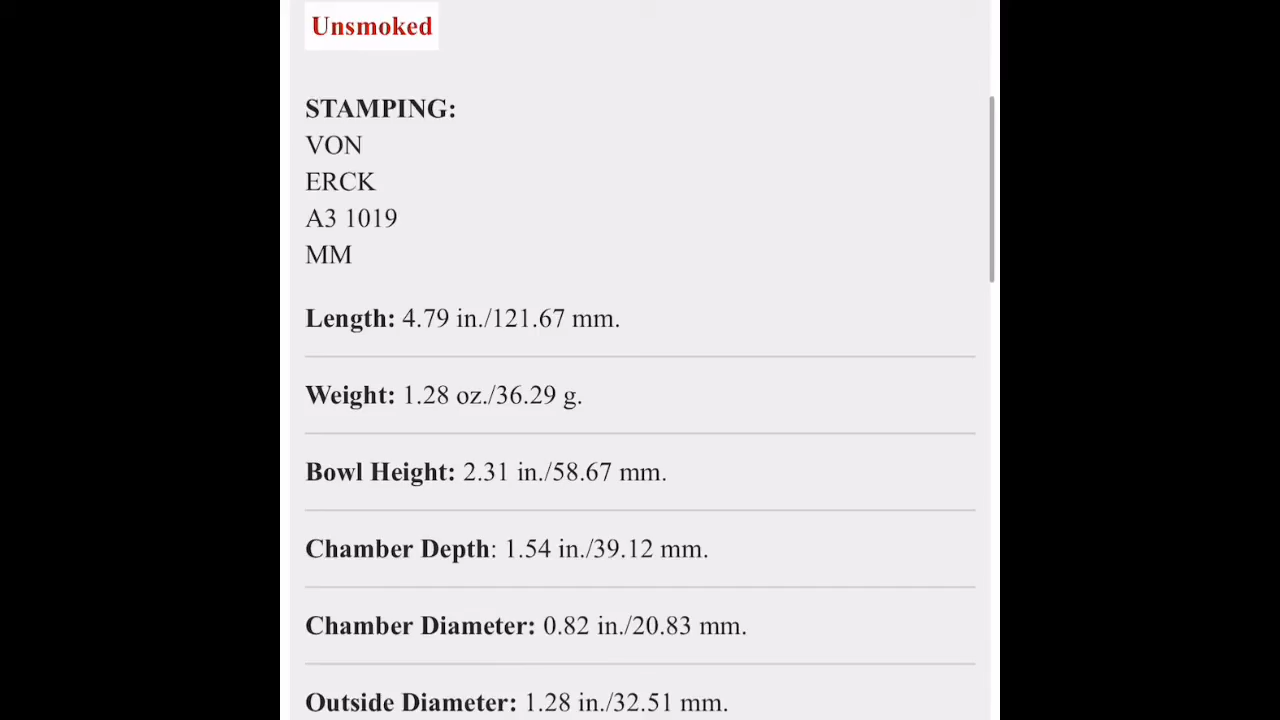 Unsmoked
STAMPING:
VON
ERCK
A3 1019
MM
Length: 4.79 in./121.67 mm.
Weight: 1.28 oz./36.29 g.
Bowl Height: 2.31 in./58.67 mm.
Chamber Depth: 1.54 in./39.12 mm.
Chamber Diameter: 0.82 in./20.83 mm.
Outside Diameter: 1.28 in./32.51 mm.